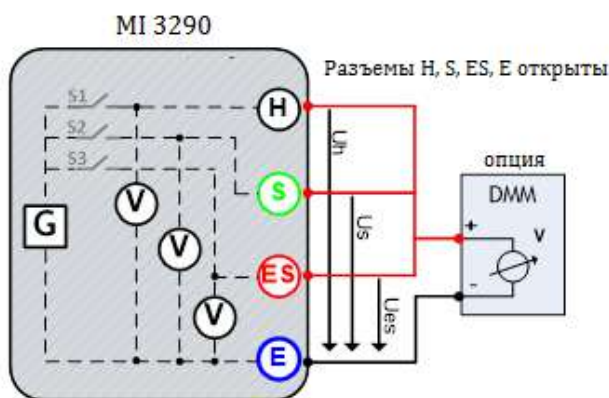 MI 3290
Разъемы H, S, ES, E открыты
S1
S2
S3
H
S
ES
E
G
V
V
V
Uh
Us
Ues
опция
DMM
+
V
-